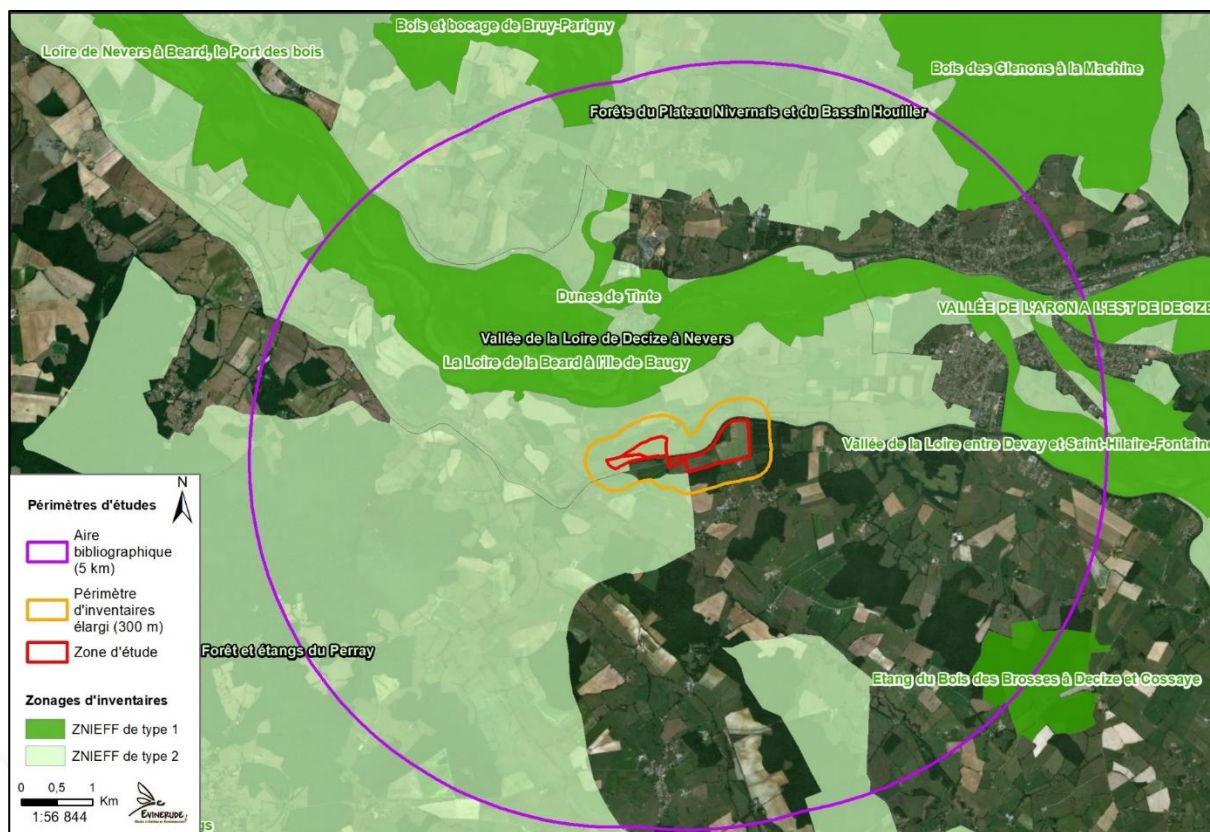 Bois et bocage de Bruy-Parigny
Loire de Nevers à Beard, le Port des bois
Bois des Glenons à la Machine
Forêts du Plateau Nivernais et du Bassin Houiller
Dunes de Tinte
VALLÉE DE L'ARON A L'EST DE DECIZE
Vallée de la Loire de Decize à Nevers
La Loire de la Beard à l'Ile de Baugy
Vallée de la Loire entre Devay et Saint-Hilaire-Fontaine
Forêt et étangs du Perray
Etang du Bois des Brosses à Decize et Cossaye
Périmètres d'études
N
Aire
bibliographique
(5 km)
Périmètre
d'inventaires
élargi (300 m)
Zone d'étude
Zonages d'inventaires
ZNIEFF de type 1
ZNIEFF de type 2
0 0,5 1
Km
1:56 844
EVINERUDE
gs